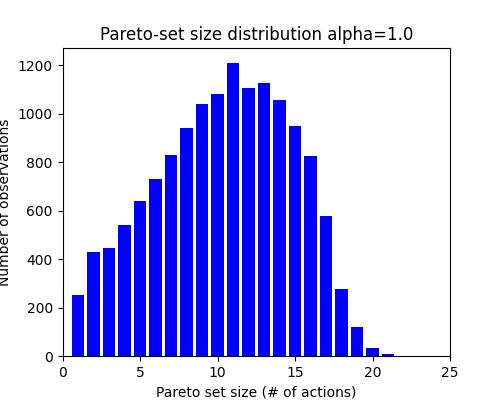 Pareto-set size distribution alpha=1.0
Number of observations
1200
1000
800
600
400
200
0
0 5 10 15 20 25
Pareto set size (# of actions)